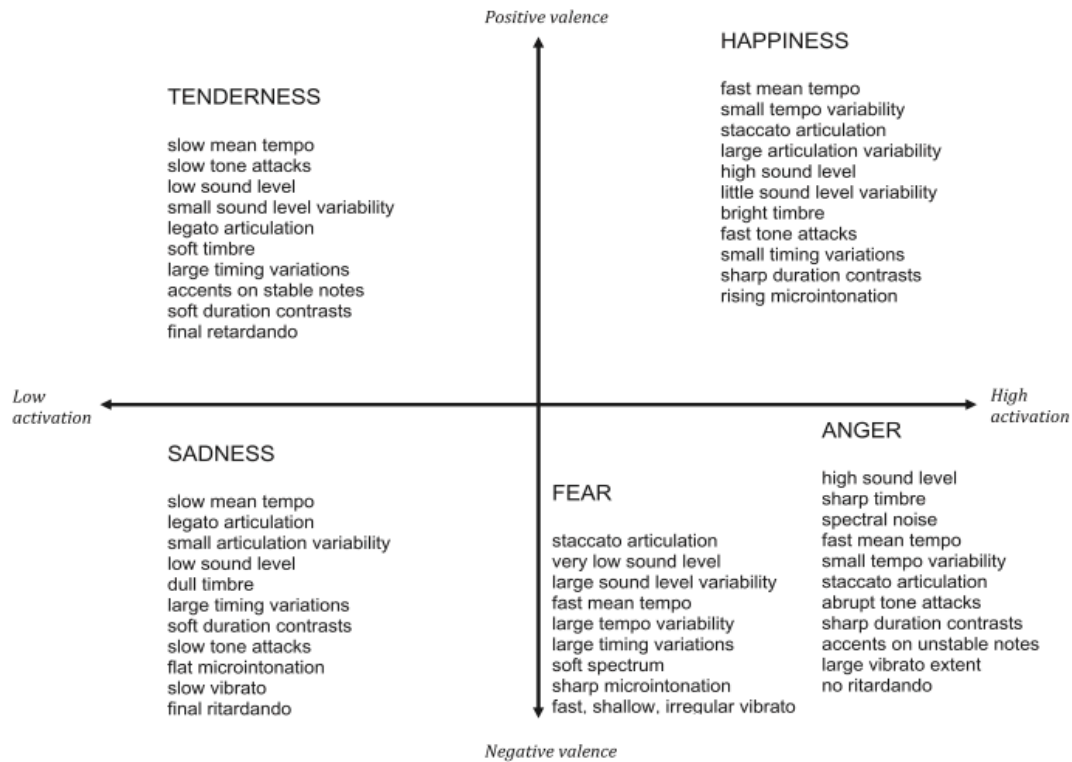 Positive valence
HAPPINESS
fast mean tempo
small tempo variability
staccato articulation
large articulation variability
high sound level
little sound level variability
bright timbre
fast tone attacks
small timing variations
sharp duration contrasts
rising microintonation
TENDERNESS
slow mean tempo
slow tone attacks
low sound level
small sound level variability
legato articulation
soft timbre
large timing variations
accents on stable notes
soft duration contrasts
final retardando
Low
activation
High
activation
SADNESS
slow mean tempo
legato articulation
small articulation variability
low sound level
dull timbre
large timing variations
soft duration contrasts
slow tone attacks
flat microintonation
slow vibrato
final ritardando
FEAR
staccato articulation
very low sound level
large sound level variability
fast mean tempo
large tempo variability
large timing variations
soft spectrum
sharp microintonation
fast, shallow, irregular vibrato
ANGER
high sound level
sharp timbre
spectral noise
fast mean tempo
small tempo variability
staccato articulation
abrupt tone attacks
sharp duration contrasts
accents on unstable notes
large vibrato extent
no ritardando
Negative valence